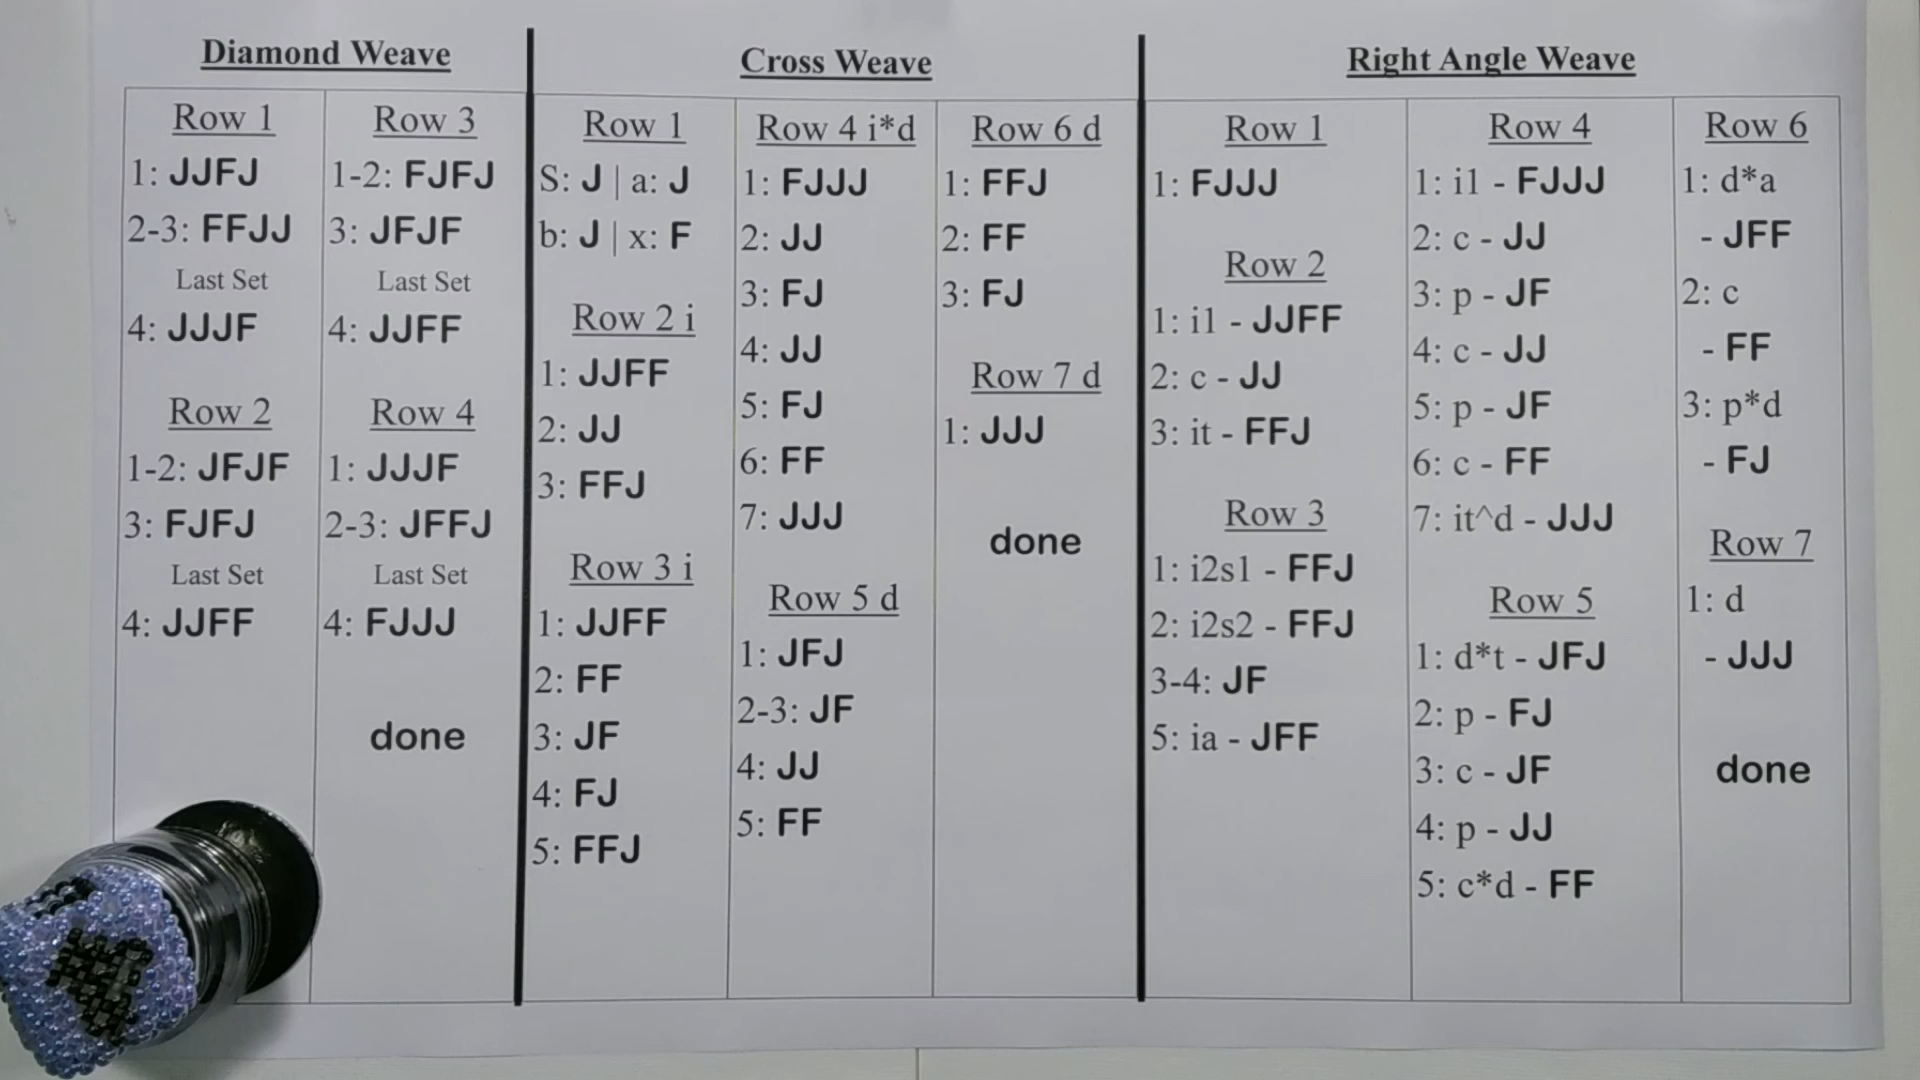 Diamond Weave
Row 1
1: JJFJ
2-3: FFJJ
Last Set
4: JJJF
Row 2
1-2: JFJF
3: FJFJ
Last Set
4: JJFF
Row 3
1-2: FJFJ
3: JFJF
Last Set
4: JJFF
Row 4
1: JJJF
2-3: JFFJ
Last Set
4: FJJJ
done
Cross Weave
Row 1
S: J | a: J
b: J | x: F
Row 2 i
1: JJFF
2: JJ
3: FFJ
Row 3 i
1: JJFF
2: FF
3: JF
4: FJ
5: FFJ
Row 4 i*d
1: FJJJ
2: JJ
3: FJ
4: JJ
5: FJ
6: FF
7: JJJ
Row 5 d
1: JFJ
2-3: JF
4: JJ
5: FF
Row 6 d
1: FFJ
2: FF
3: FJ
Row 7 d
1: JJJ
done
Right Angle Weave
Row 1
1: FJJJ
Row 2
1: i1 - JJFF
2: c - JJ
3: it - FFJ
Row 3
1: i2s1 - FFJ
2: i2s2 - FFJ
3-4: JF
5: ia - JFF
Row 4
1: i1 - FJJJ
2: c - JJ
3: p - JF
4: c - JJ
5: p - JF
6: c - FF
7: it^d - JJJ
Row 5
1: d*t - JFJ
2: p - FJ
3: c - JF
4: p - JJ
5: c*d - FF
Row 6
1: d*a
- JFF
2: c
- FF
3: p*d
- FJ
Row 7
1: d
- JJJ
done